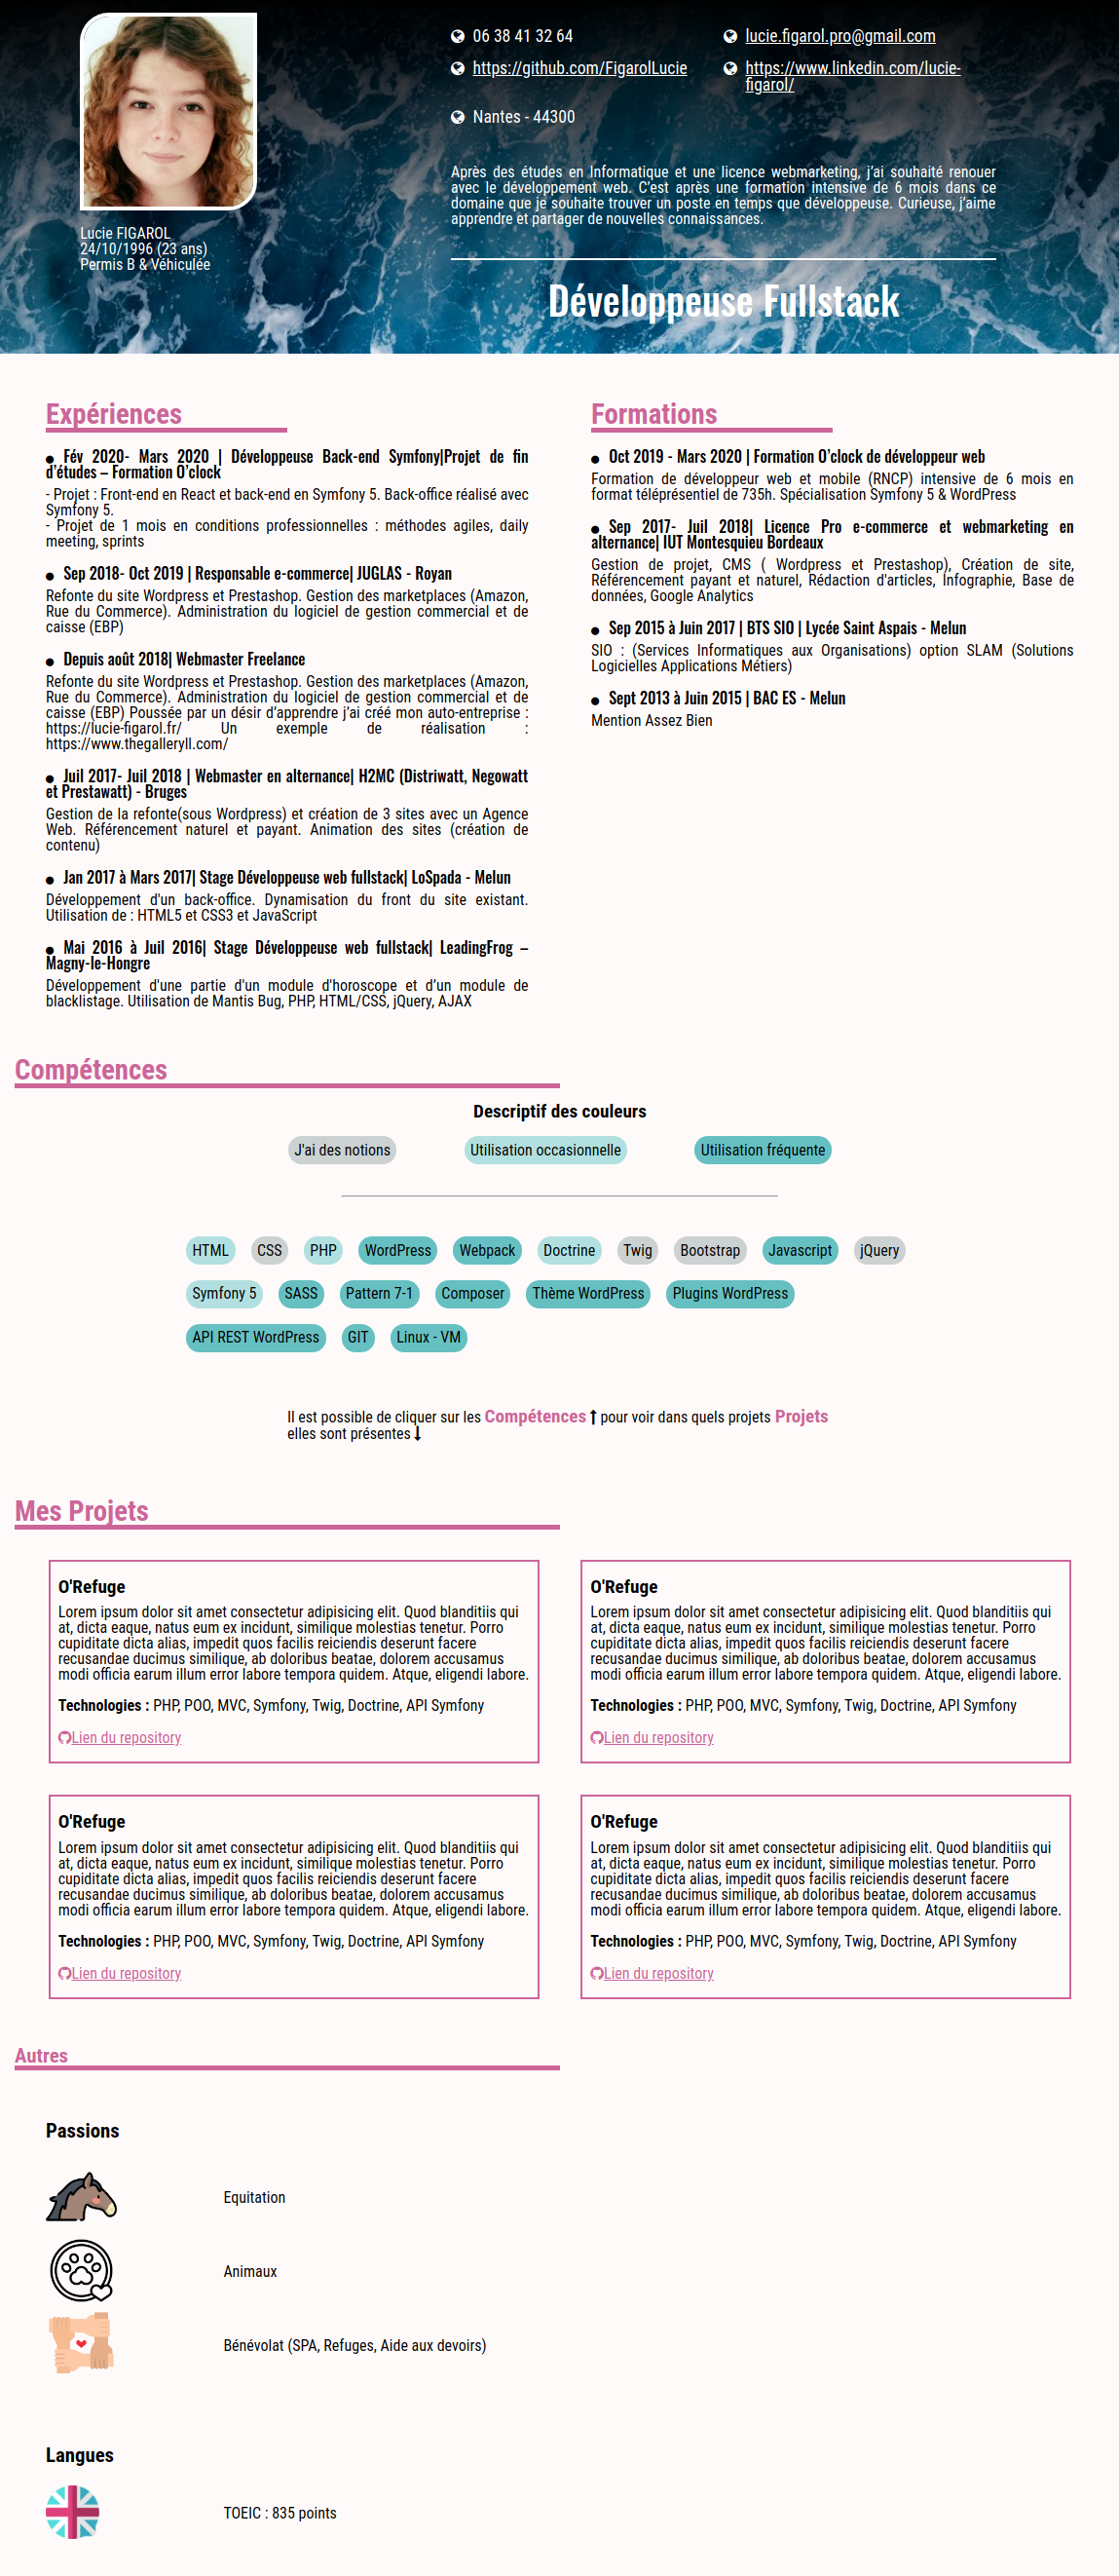 06 38 41 32 64
lucie.figarol.pro@gmail.com
https://github.com/FigarolLucie
https://www.linkedin.com/lucie-
figarol/
Nantes - 44300
Après des études en Informatique et une licence webmarketing, j'ai souhaité renouer
avec le développement web. C'est après une formation intensive de 6 mois dans ce
domaine que je souhaite trouver un poste en temps que développeuse. Curieuse, j'aime
apprendre et partager de nouvelles connaissances.
Lucie FIGAROL
24/10/1996 (23 ans)
Permis B & Véhiculée
Développeuse Fullstack
Expériences
Fév 2020- Mars 2020 | Développeuse Back-end Symfony|Projet de fin
d'études – Formation O'clock
- Projet : Front-end en React et back-end en Symfony 5. Back-office réalisé avec
Symfony 5.
- Projet de 1 mois en conditions professionnelles : méthodes agiles, daily
meeting, sprints
Sep 2018- Oct 2019 | Responsable e-commerce| JUGLAS - Royan
Refonte du site Wordpress et Prestashop. Gestion des marketplaces (Amazon,
Rue du Commerce). Administration du logiciel de gestion commercial et de
caisse (EBP)
Depuis août 2018| Webmaster Freelance
Refonte du site Wordpress et Prestashop. Gestion des marketplaces (Amazon,
Rue du Commerce). Administration du logiciel de gestion commercial et de
caisse (EBP) Poussée par un désir d'apprendre j'ai créé mon auto-entreprise :
https://lucie-figarol.fr/ Un exemple de réalisation :
https://www.thegalleryll.com/
Juil 2017- Juil 2018 | Webmaster en alternance| H2MC (Distriwatt, Negowatt
et Prestawatt) - Bruges
Gestion de la refonte(sous Wordpress) et création de 3 sites avec un Agence
Web. Référencement naturel et payant. Animation des sites (création de
contenu)
Jan 2017 à Mars 2017| Stage Développeuse web fullstack| LoSpada - Melun
Développement d'un back-office. Dynamisation du front du site existant.
Utilisation de : HTML5 et CSS3 et JavaScript
Mai 2016 à Juil 2016| Stage Développeuse web fullstack| LeadingFrog –
Magny-le-Hongre
Développement d'une partie d'un module d'horoscope et d'un module de
blacklistage. Utilisation de Mantis Bug, PHP, HTML/CSS, jQuery, AJAX
Formations
Oct 2019 - Mars 2020 | Formation O'clock de développeur web
Formation de développeur web et mobile (RNCP) intensive de 6 mois en
format téléprésentiel de 735h. Spécialisation Symfony 5 & WordPress
Sep 2017- Juil 2018| Licence Pro e-commerce et webmarketing en
alternance| IUT Montesquieu Bordeaux
Gestion de projet, CMS ( Wordpress et Prestashop), Création de site,
Référencement payant et naturel, Rédaction d'articles, Infographie, Base de
données, Google Analytics
Sep 2015 à Juin 2017 | BTS SIO | Lycée Saint Aspais - Melun
SIO : (Services Informatiques aux Organisations) option SLAM (Solutions
Logicielles Applications Métiers)
Sept 2013 à Juin 2015 | BAC ES - Melun
Mention Assez Bien
Compétences
Descriptif des couleurs
J'ai des notions
Utilisation occasionnelle
Utilisation fréquente
HTML CSS PHP WordPress Webpack Doctrine Twig Bootstrap Javascript jQuery
Symfony 5 SASS Pattern 7-1 Composer Thème WordPress Plugins WordPress
API REST WordPress GIT Linux - VM
Il est possible de cliquer sur les Compétences pour voir dans quels projets Projets
elles sont présentes
Mes Projets
O'Refuge
Lorem ipsum dolor sit amet consectetur adipisicing elit. Quod blanditiis qui
at, dicta eaque, natus eum ex incidunt, similique molestias tenetur. Porro
cupiditate dicta alias, impedit quos facilis reiciendis deserunt facere
recusandae ducimus similique, ab doloribus beatae, dolorem accusamus
modi officia earum illum error labore tempora quidem. Atque, eligendi labore.
Technologies : PHP, POO, MVC, Symfony, Twig, Doctrine, API Symfony
Lien du repository
O'Refuge
Lorem ipsum dolor sit amet consectetur adipisicing elit. Quod blanditiis qui
at, dicta eaque, natus eum ex incidunt, similique molestias tenetur. Porro
cupiditate dicta alias, impedit quos facilis reiciendis deserunt facere
recusandae ducimus similique, ab doloribus beatae, dolorem accusamus
modi officia earum illum error labore tempora quidem. Atque, eligendi labore.
Technologies : PHP, POO, MVC, Symfony, Twig, Doctrine, API Symfony
Lien du repository
O'Refuge
Lorem ipsum dolor sit amet consectetur adipisicing elit. Quod blanditiis qui
at, dicta eaque, natus eum ex incidunt, similique molestias tenetur. Porro
cupiditate dicta alias, impedit quos facilis reiciendis deserunt facere
recusandae ducimus similique, ab doloribus beatae, dolorem accusamus
modi officia earum illum error labore tempora quidem. Atque, eligendi labore.
Technologies : PHP, POO, MVC, Symfony, Twig, Doctrine, API Symfony
Lien du repository
O'Refuge
Lorem ipsum dolor sit amet consectetur adipisicing elit. Quod blanditiis qui
at, dicta eaque, natus eum ex incidunt, similique molestias tenetur. Porro
cupiditate dicta alias, impedit quos facilis reiciendis deserunt facere
recusandae ducimus similique, ab doloribus beatae, dolorem accusamus
modi officia earum illum error labore tempora quidem. Atque, eligendi labore.
Technologies : PHP, POO, MVC, Symfony, Twig, Doctrine, API Symfony
Lien du repository
Autres
Passions
Equitation
Animaux
Bénévolat (SPA, Refuges, Aide aux devoirs)
Langues
TOEIC : 835 points